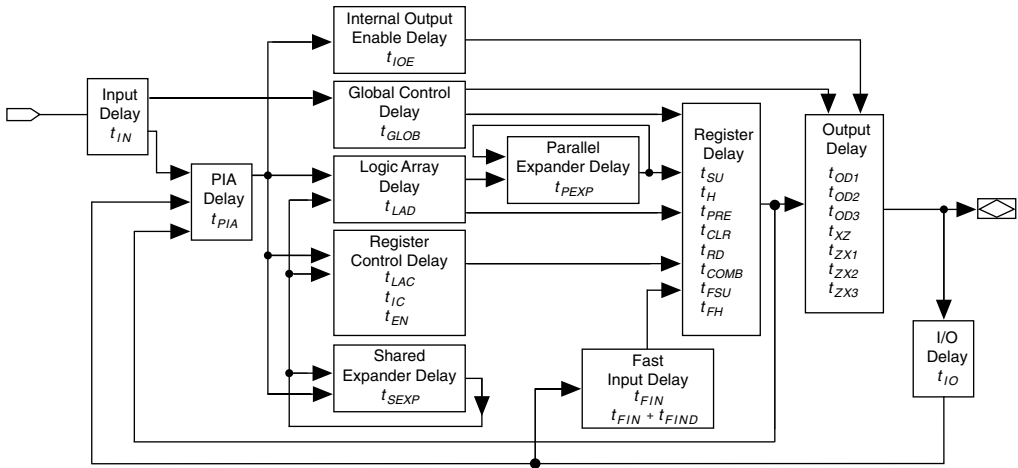 Internal Output
Enable Delay
tIOE
Input
Delay
tIN
Global Control
Delay
tGLOB
PIA
Delay
tPIA
Logic Array
Delay
tLAD
Parallel
Expander Delay
tPEXP
Register
Control Delay
tLAC
tIC
tEN
Shared
Expander Delay
tSEXP
Register
Delay
tSU
tH
tPRE
tCLR
tRD
tCOMB
tFSU
tFH
Fast
Input Delay
tFIN
tFIN + tFIND
Output
Delay
tOD1
tOD2
tOD3
tXZ
tZX1
tZX2
tZX3
I/O
Delay
tIO